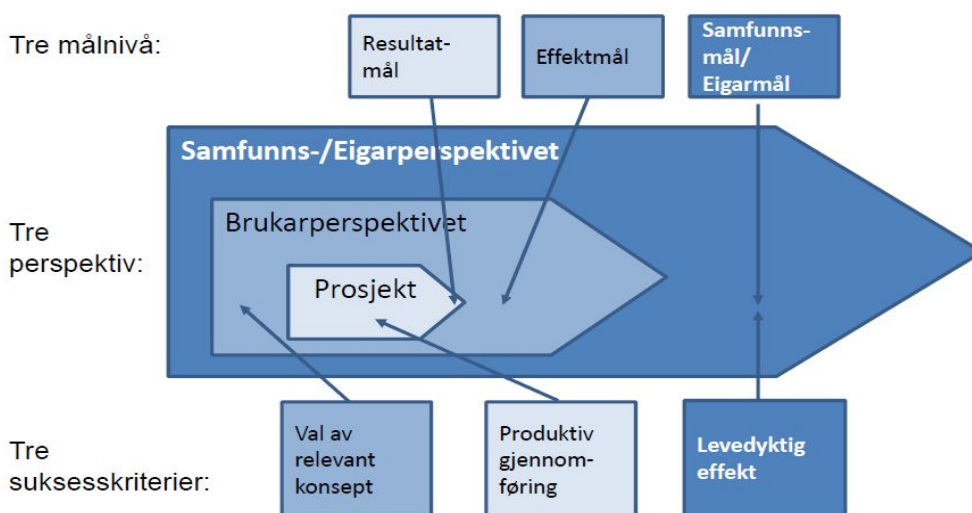 Tre målnivå:
Resultat-
mål
Effektmål
Samfunns-
mål/
Eigarmål
Samfunns-/Eigarperspektivet
Tre
perspektiv:
Brukarperspektivet
Prosjekt
Tre
suksesskriterier:
Val av
relevant
konsept
Produktiv
gjennom-
føring
Levedyktig
effekt